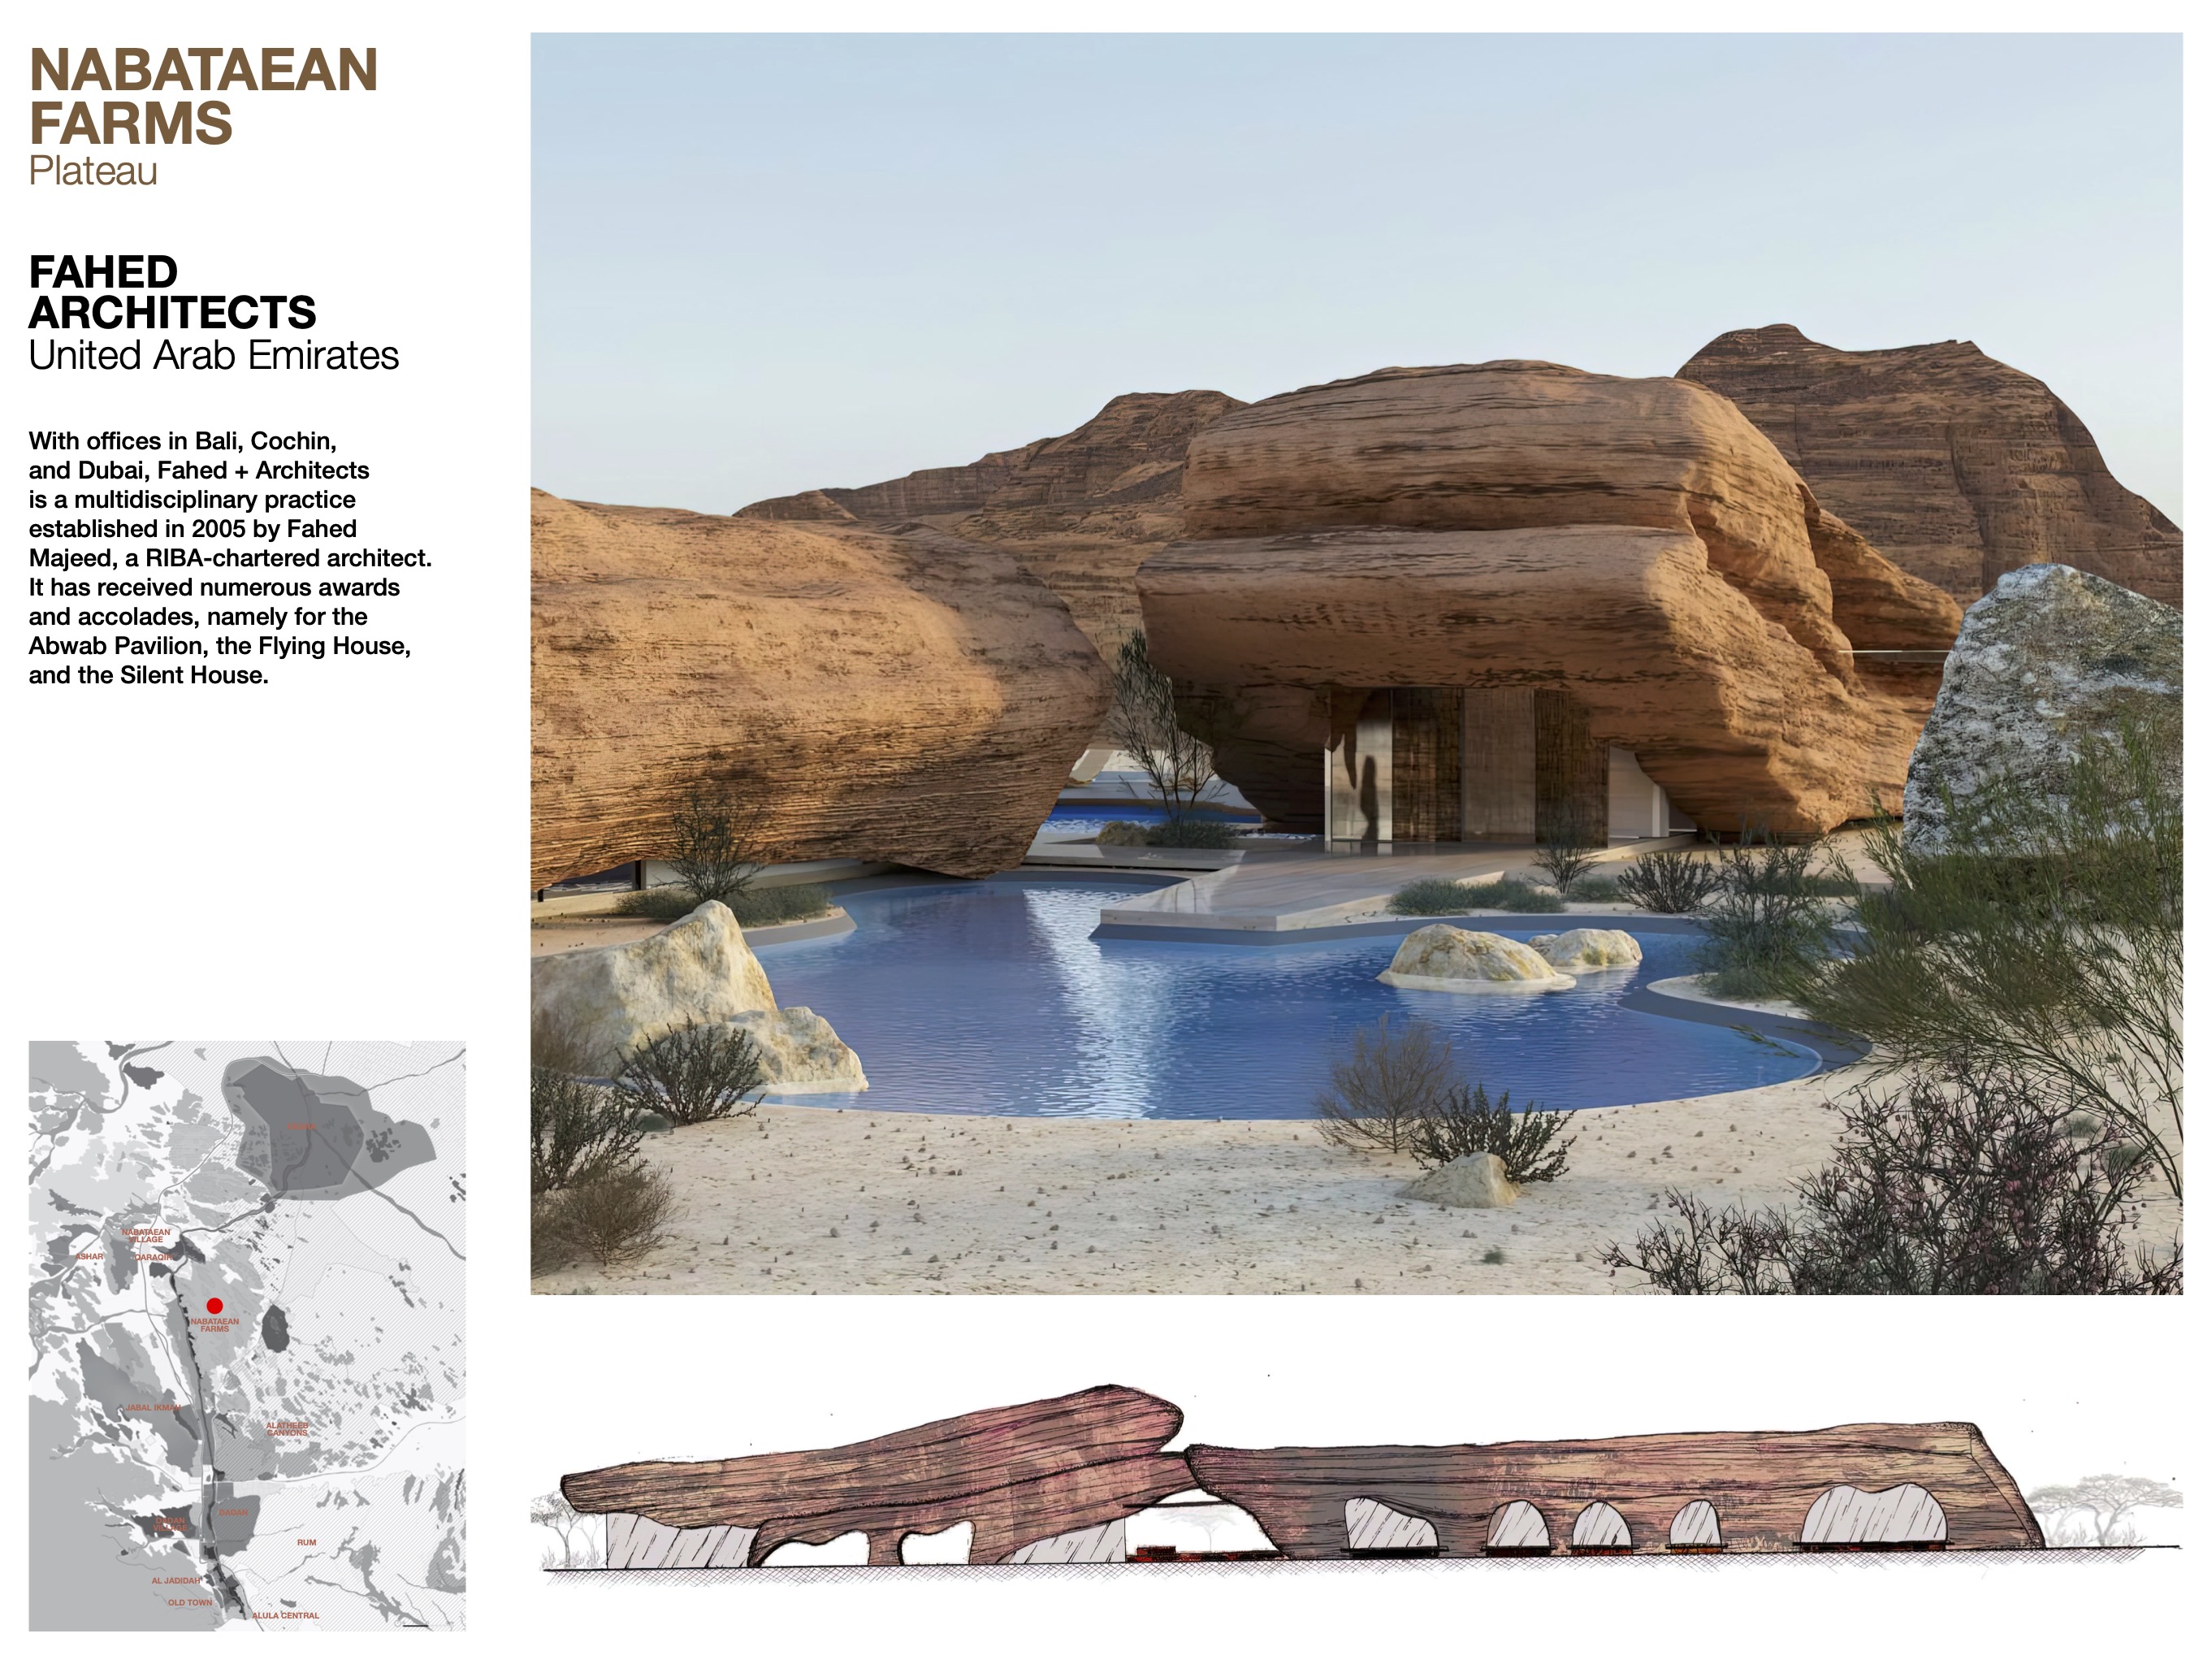 NABATAEAN
FARMS
Plateau
FAHED
ARCHITECTS
United Arab Emirates
With offices in Bali, Cochin,
and Dubai, Fahed + Architects
is a multidisciplinary practice
established in 2005 by Fahed
Majeed, a RIBA-chartered architect.
It has received numerous awards
and accolades, namely for the
Abwab Pavilion, the Flying House,
and the Silent House.
NABATAEAN
VILLAGE
ASHAR
QARAQIR
NABATAEAN
FARMS
JABAL IKMAH
ALATHEEB
CANYONS
DADAN
DADAN
VILLAGE
RUM
AL JADIDAH
OLD TOWN
ALULA CENTRAL